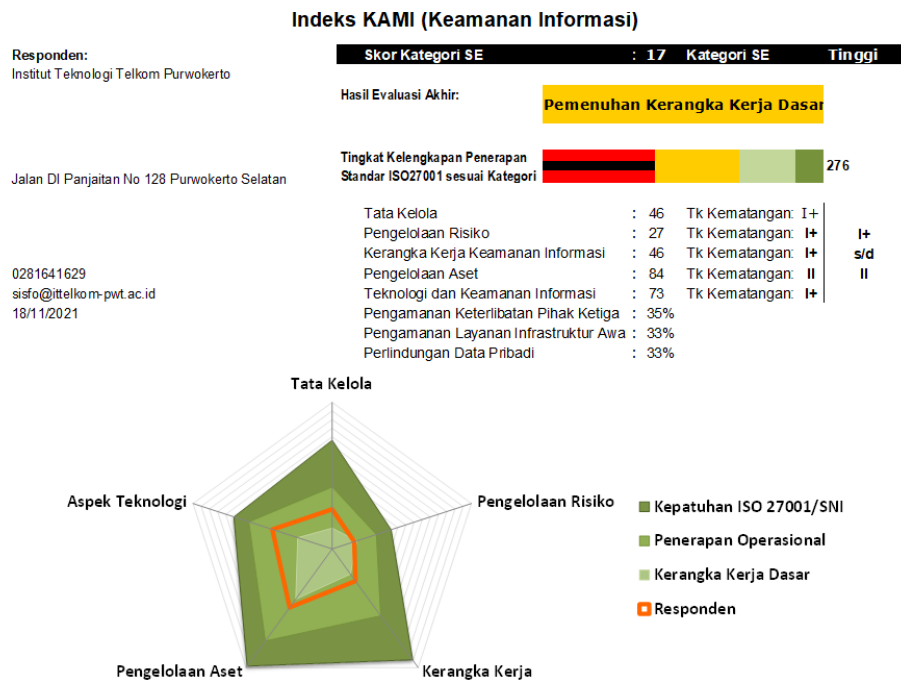 Indeks KAMI (Keamanan Informasi)
Responden:
Institut Teknologi Telkom Purwokerto
Skor Kategori SE : 17 Kategori SE Tinggi
Hasil Evaluasi Akhir:
Pemenuhan Kerangka Kerja Dasar
Tingkat Kelengkapan Penerapan
Standar ISO27001 sesuai Kategori
276
Jalan DI Panjaitan No 128 Purwokerto Selatan
Tata Kelola : 46 Tk Kematangan: I+
Pengelolaan Risiko : 27 Tk Kematangan: I+ I+
Kerangka Kerja Keamanan Informasi : 46 Tk Kematangan: I+ s/d
Pengelolaan Aset : 84 Tk Kematangan: II II
Teknologi dan Keamanan Informasi : 73 Tk Kematangan: I+
Pengamanan Keterlibatan Pihak Ketiga : 35%
Pengamanan Layanan Infrastruktur Awa : 33%
Perlindungan Data Pribadi : 33%
0281641629
sisfo@ittelkom-pwt.ac.id
18/11/2021
Tata Kelola
Aspek Teknologi
Pengelolaan Risiko
Pengelolaan Aset
Kerangka Kerja
Kepatuhan ISO 27001/SNI
Penerapan Operasional
Kerangka Kerja Dasar
Responden